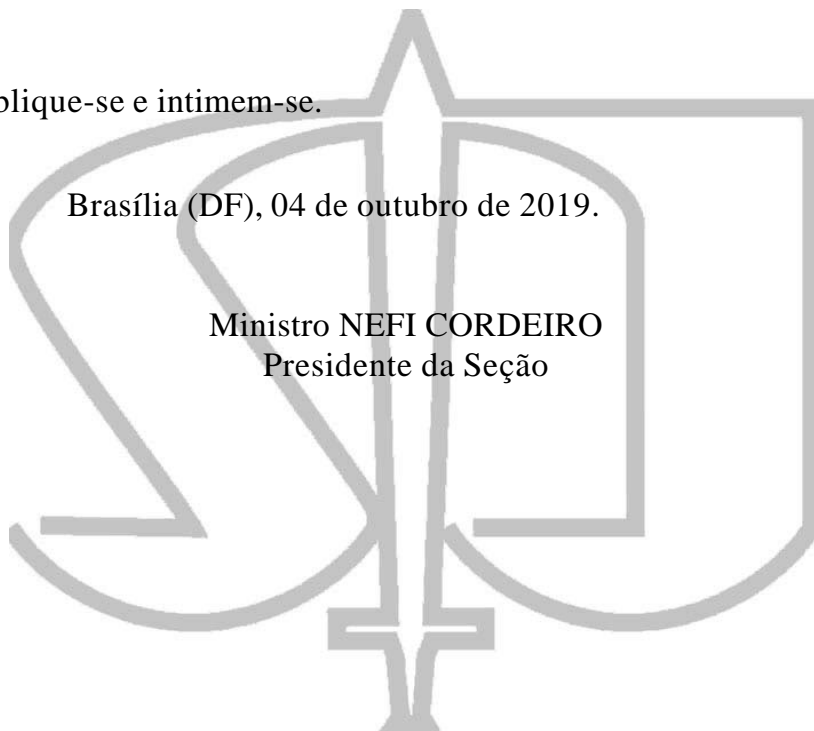 blique-se e intimem-se.
Brasília (DF), 04 de outubro de 2019.
Ministro NEFI CORDEIRO
Presidente da Seção